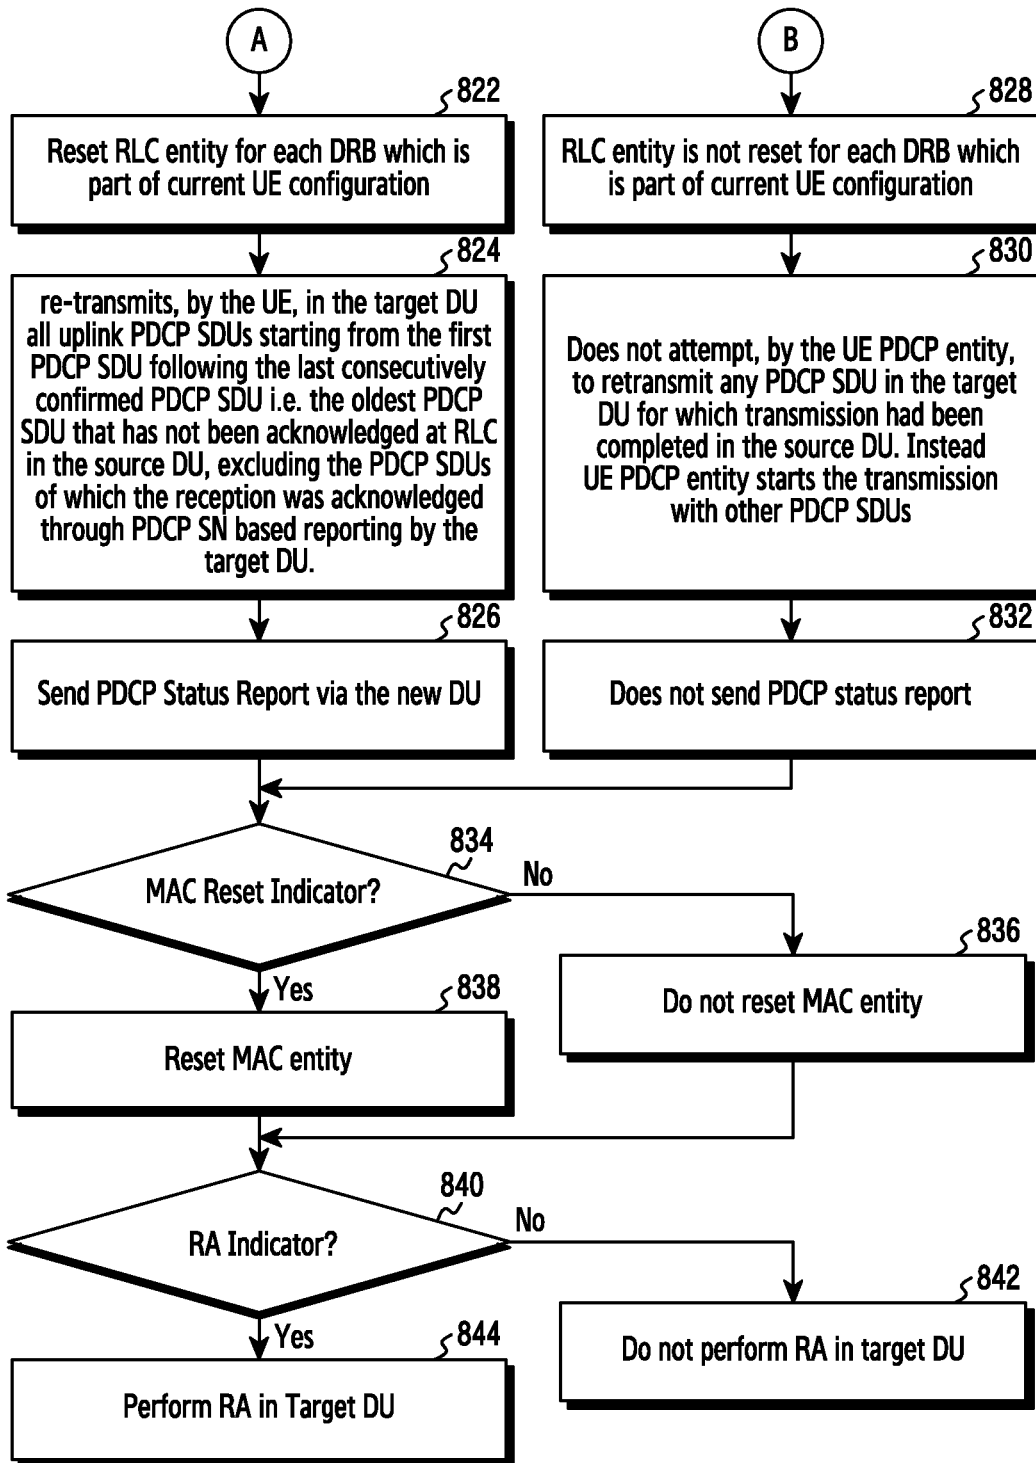 A
B
822
Reset RLC entity for each DRB which is
part of current UE configuration
828
RLC entity is not reset for each DRB which
is part of current UE configuration
824
re-transmits, by the UE, in the target DU
all uplink PDCP SDUs starting from the first
PDCP SDU following the last consecutively
confirmed PDCP SDU i.e. the oldest PDCP
SDU that has not been acknowledged at RLC
in the source DU, excluding the PDCP SDUs
of which the reception was acknowledged
through PDCP SN based reporting by the
target DU.
830
Does not attempt, by the UE PDCP entity,
to retransmit any PDCP SDU in the target
DU for which transmission had been
completed in the source DU. Instead
UE PDCP entity starts the transmission
with other PDCP SDUs
826
Send PDCP Status Report via the new DU
832
Does not send PDCP status report
834
MAC Reset Indicator?
No
836
Do not reset MAC entity
Yes
838
Reset MAC entity
840
RA Indicator?
No
842
Do not perform RA in target DU
Yes
844
Perform RA in Target DU